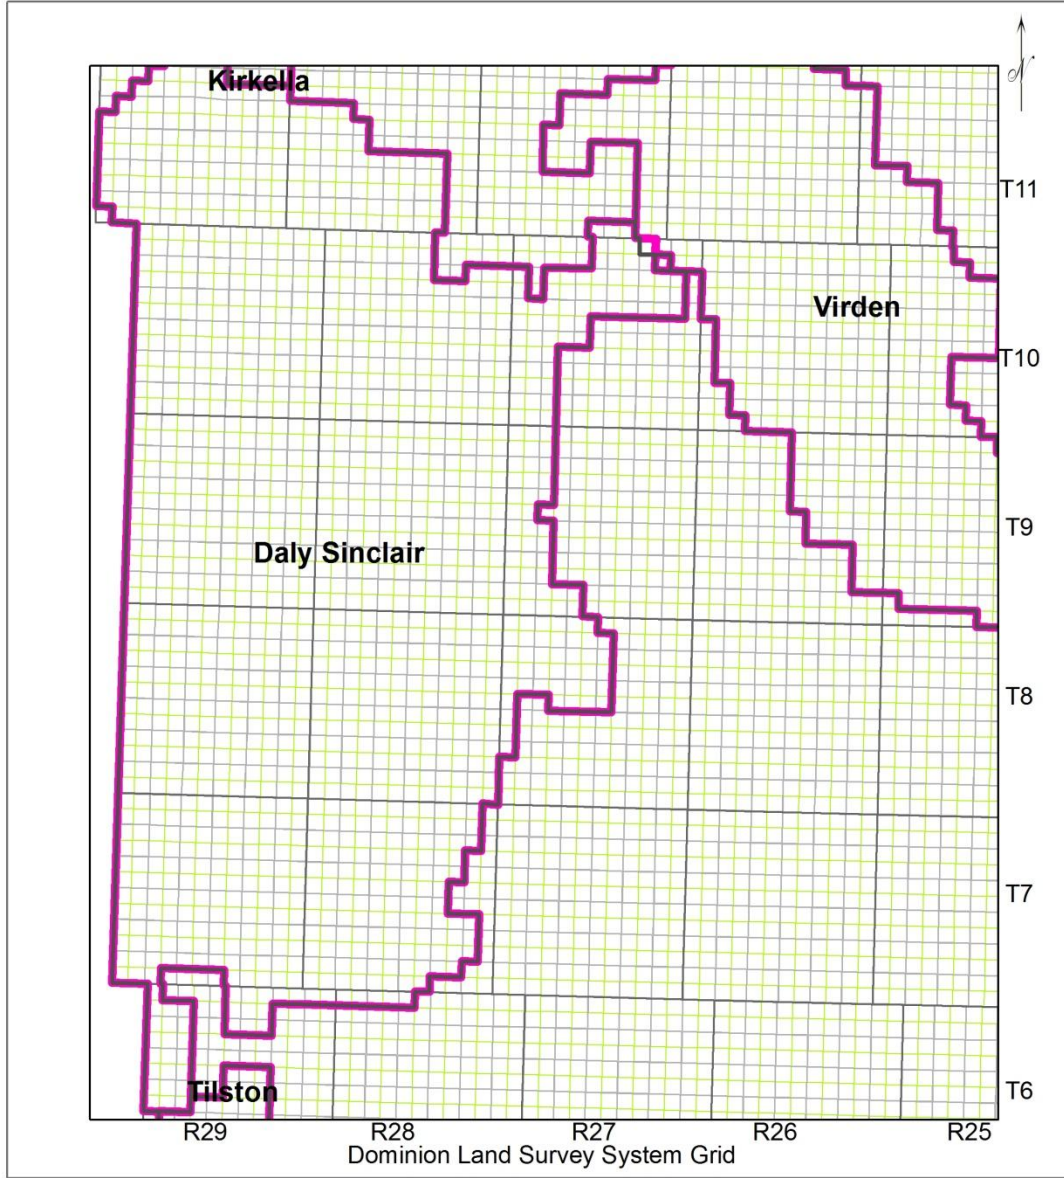 N
Kirkella
T11
Virden
T10
T9
Daly Sinclair
T8
T7
Tilston
T6
R29 R28 R27 R26 R25
Dominion Land Survey System Grid